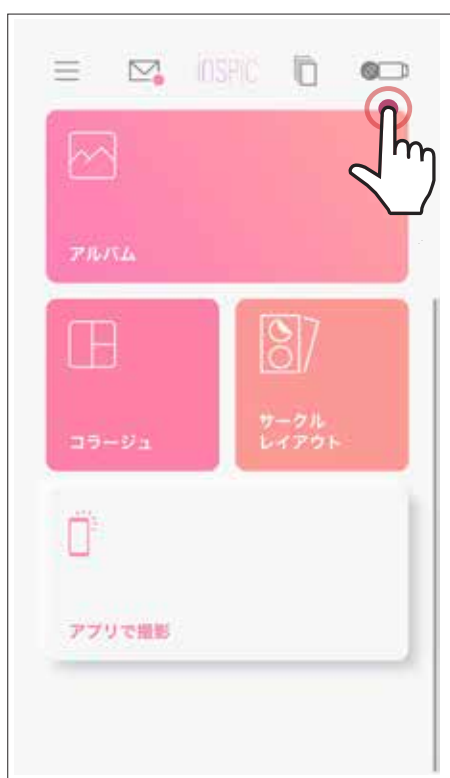 iNSPiC
アルバム
コラージュ
サークル
レイアウト
アプリで撮影